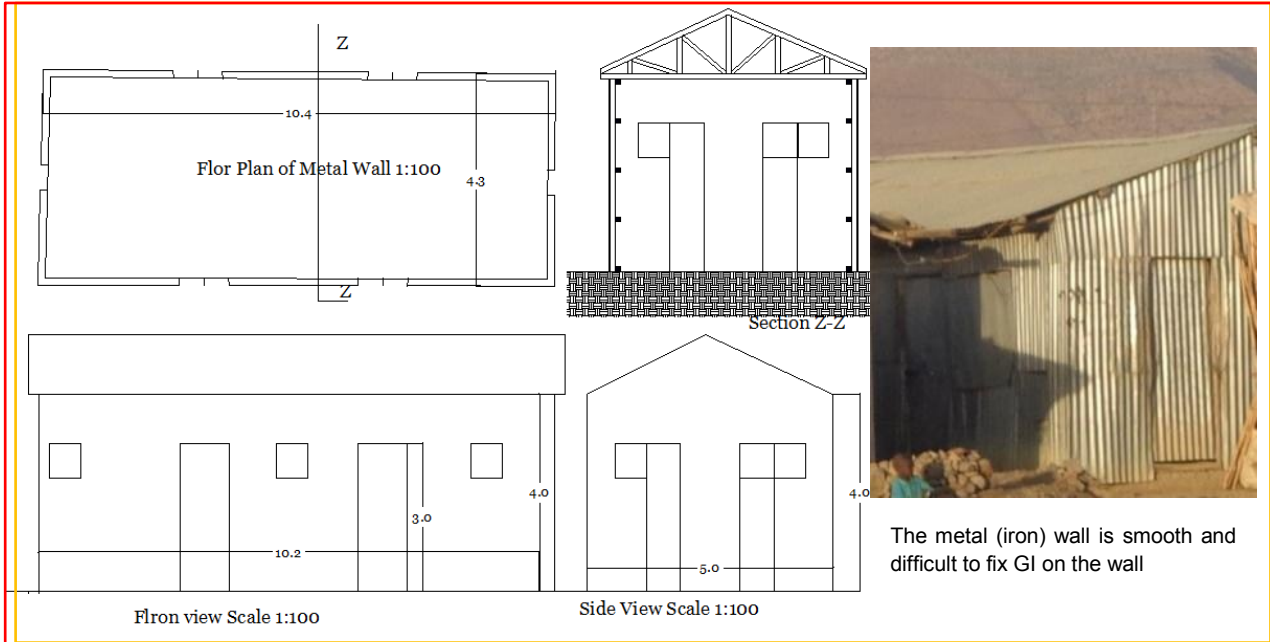 Z
10.4
Flor Plan of Metal Wall 1:100
4.3
Z
Section Z-Z
4.0
3.0
10.2
Flron view Scale 1:100
4.0
5.0
Side View Scale 1:100
The metal (iron) wall is smooth and
difficult to fix GI on the wall